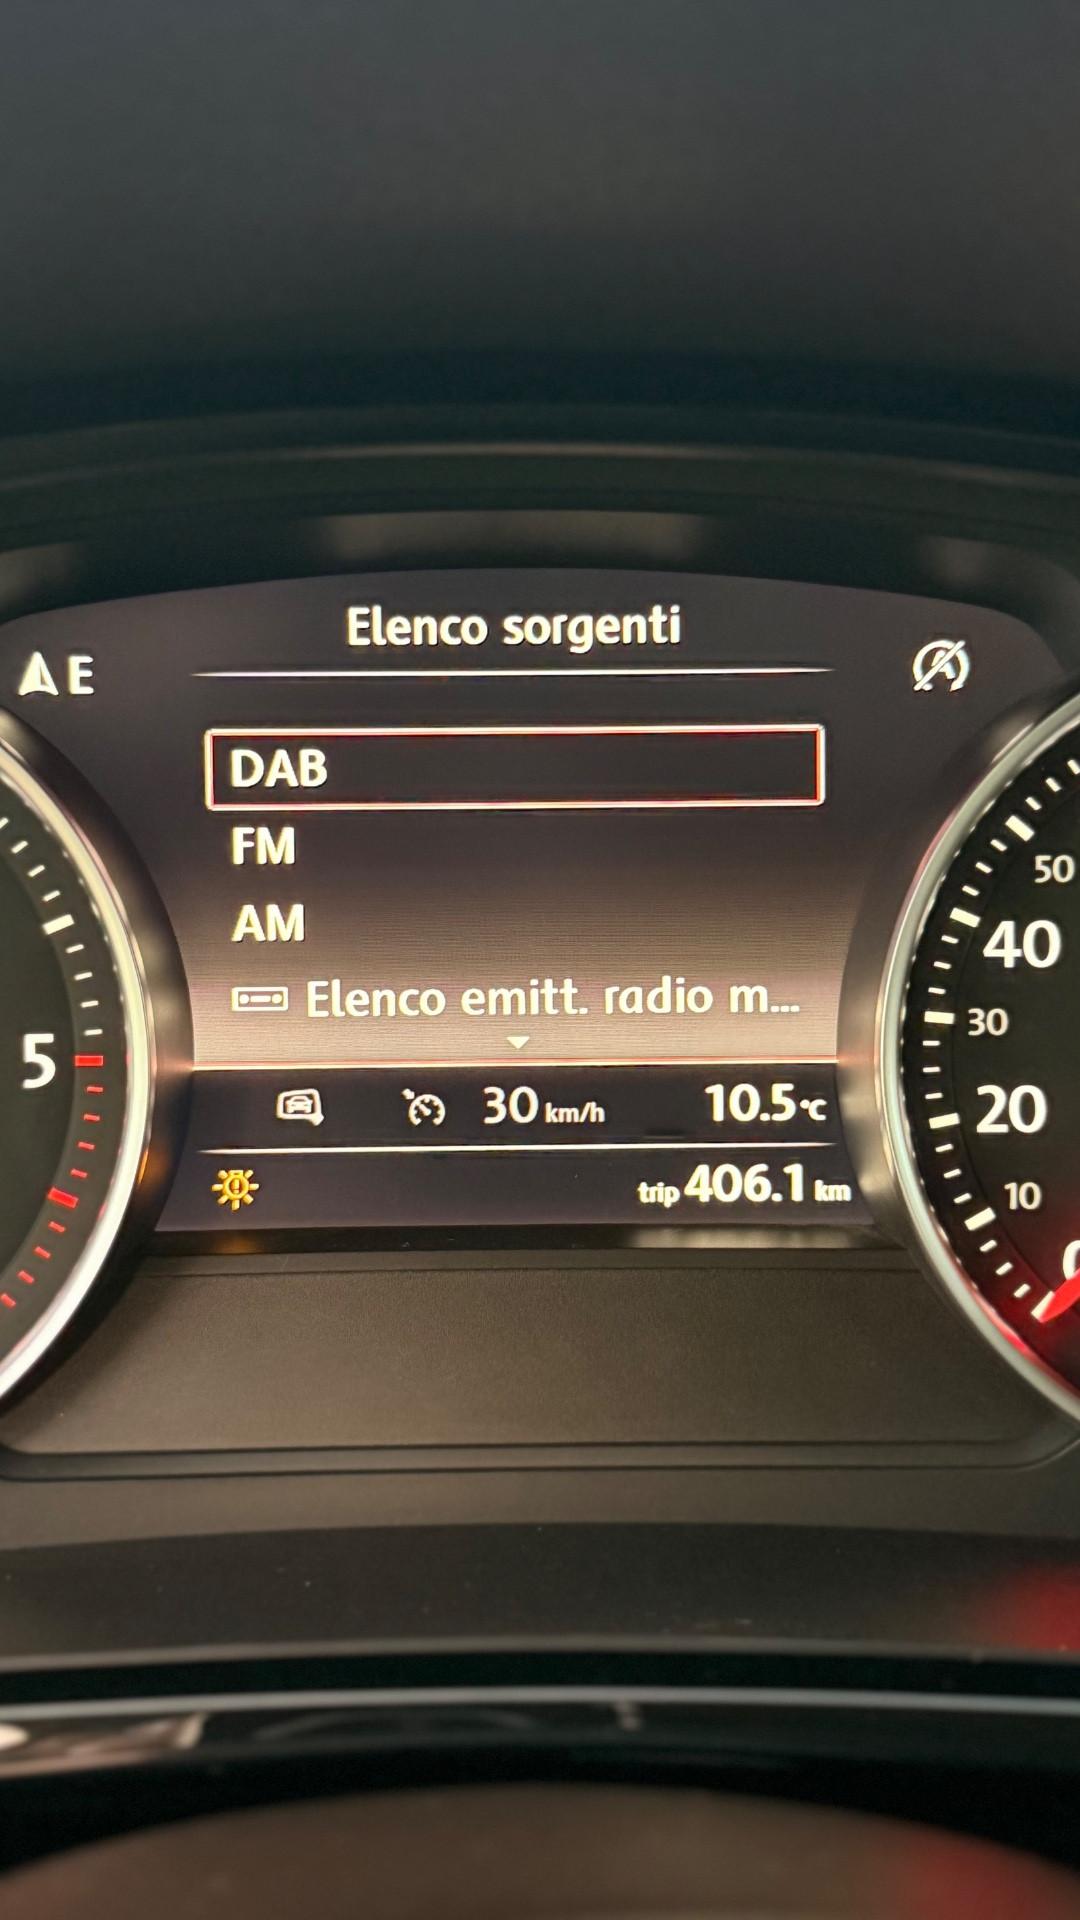 Elenco sorgenti
E
DAB
FM
AM
Elenco emitt. radio m...
30 km/h
10.5°C
trip 406.1 km
5
50
40
30
20
10
0